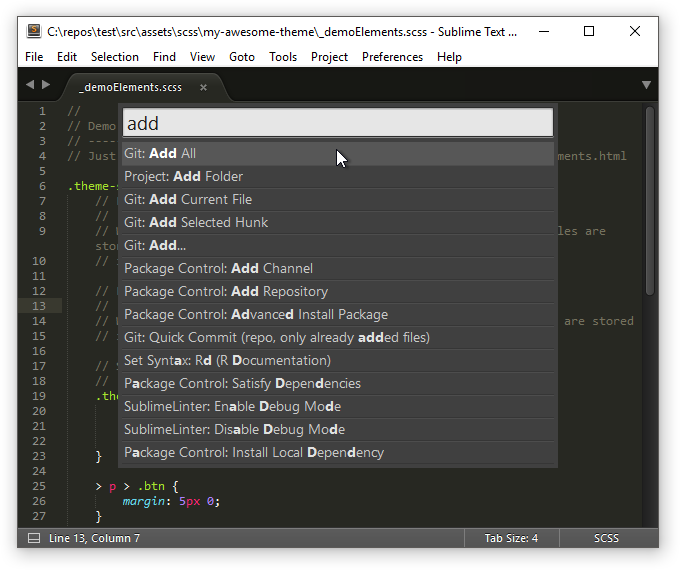 C:\repos\test\src\assets\scss\my-awesome-theme\_demoElements.scss - Sublime Text ...
File Edit Selection Find View Goto Tools Project Preferences Help
_demoElements.scss ×
add
Git: Add All
Project: Add Folder
Git: Add Current File
Git: Add Selected Hunk
Git: Add...
Package Control: Add Channel
Package Control: Add Repository
Package Control: Advanced Install Package
Git: Quick Commit (repo, only already added files)
Set Syntax: Rd (R Documentation)
Package Control: Satisfy Dependencies
SublimeLinter: Enable Debug Mode
SublimeLinter: Disable Debug Mode
Package Control: Install Local Dependency
1 //
2 // Demo
3 // ----
4 // Just ments.html
5
6 .theme-
7 //
8 //
9 // les are
sto
10 //
11
12 //
13 //
14 // are stored
15 //
16
17 //
18 //
19 .the
20
21
22
23 }
24
25 > p > .btn {
26 margin: 5px 0;
27 }
Line 13, Column 7 Tab Size: 4 SCSS